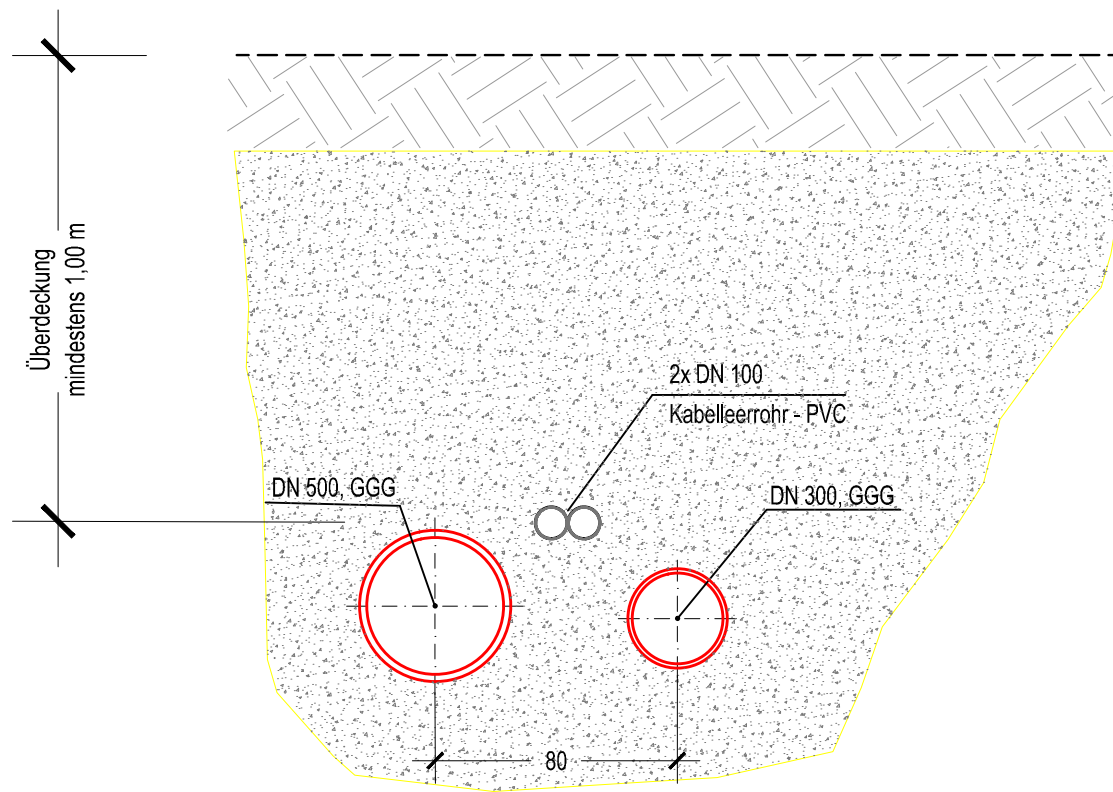 Überdeckung
mindestens 1,00 m
2x DN 100
Kabelleerrohr - PVC
DN 500, GGG
DN 300, GGG
80